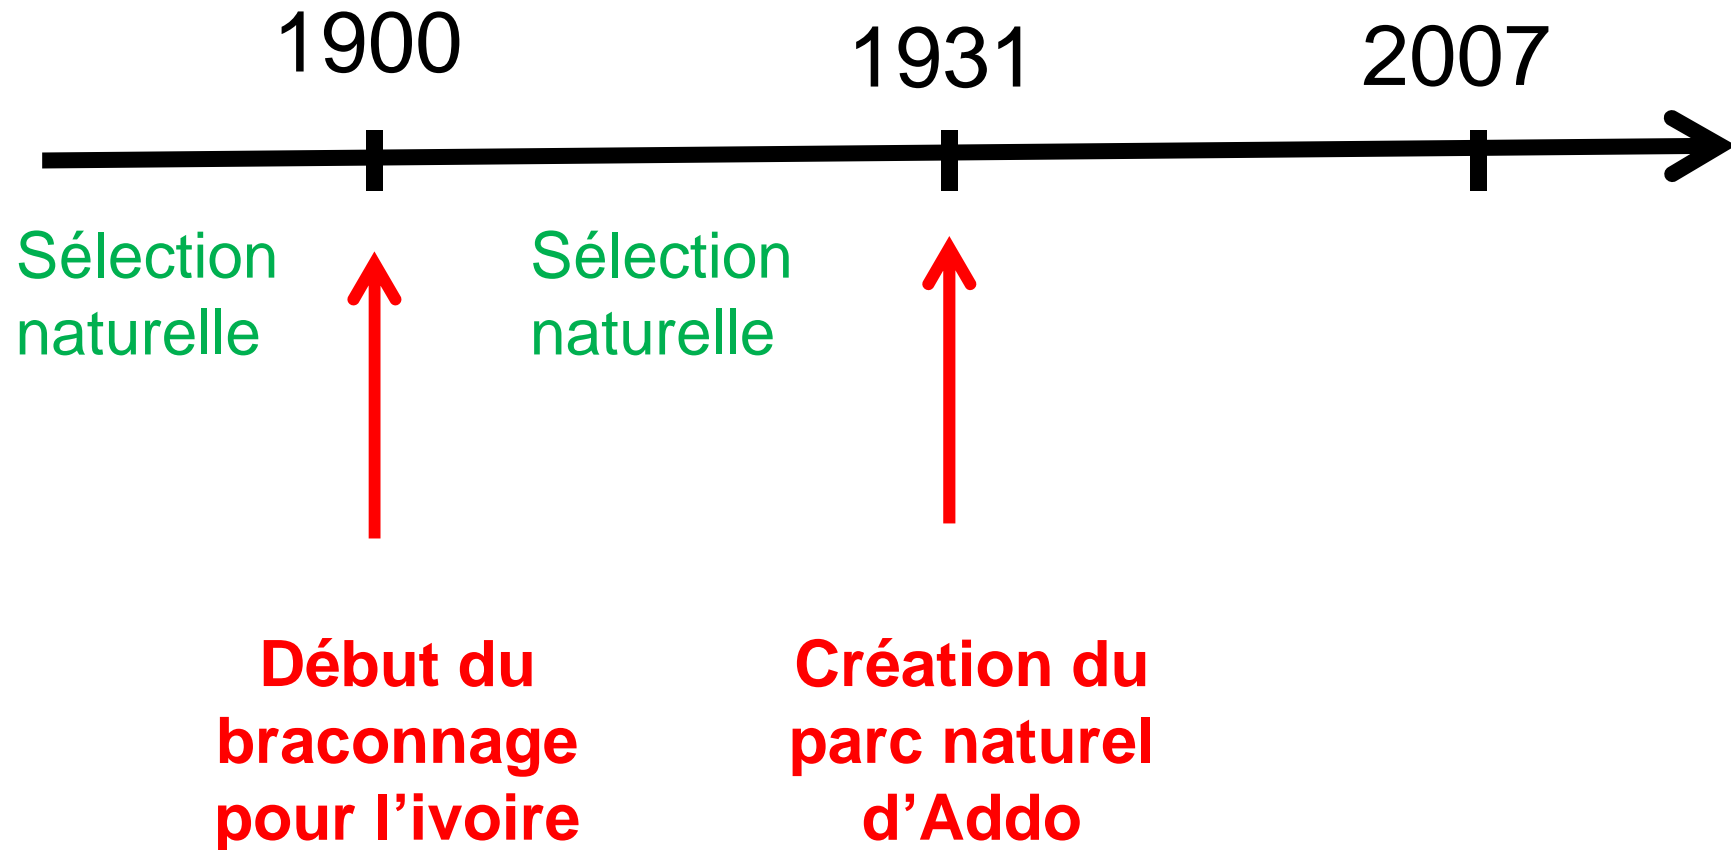 1900
1931
2007
Sélection
naturelle
Sélection
naturelle
Début du
braconnage
pour l’ivoire
Création du
parc naturel
d’Addo